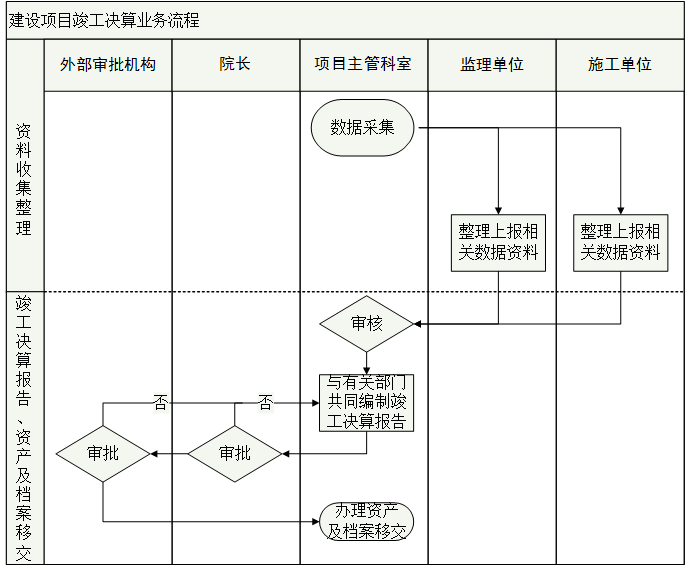 建设项目竣工决算业务流程
外部审批机构
院长
项目主管科室
监理单位
施工单位
资料收集整理
数据采集
整理上报相
关数据资料
整理上报相
关数据资料
竣工决算报告、资产及档案移交
审核
与有关部门
共同编制竣
工决算报告
否
否
审批
审批
办理资产
及档案移交